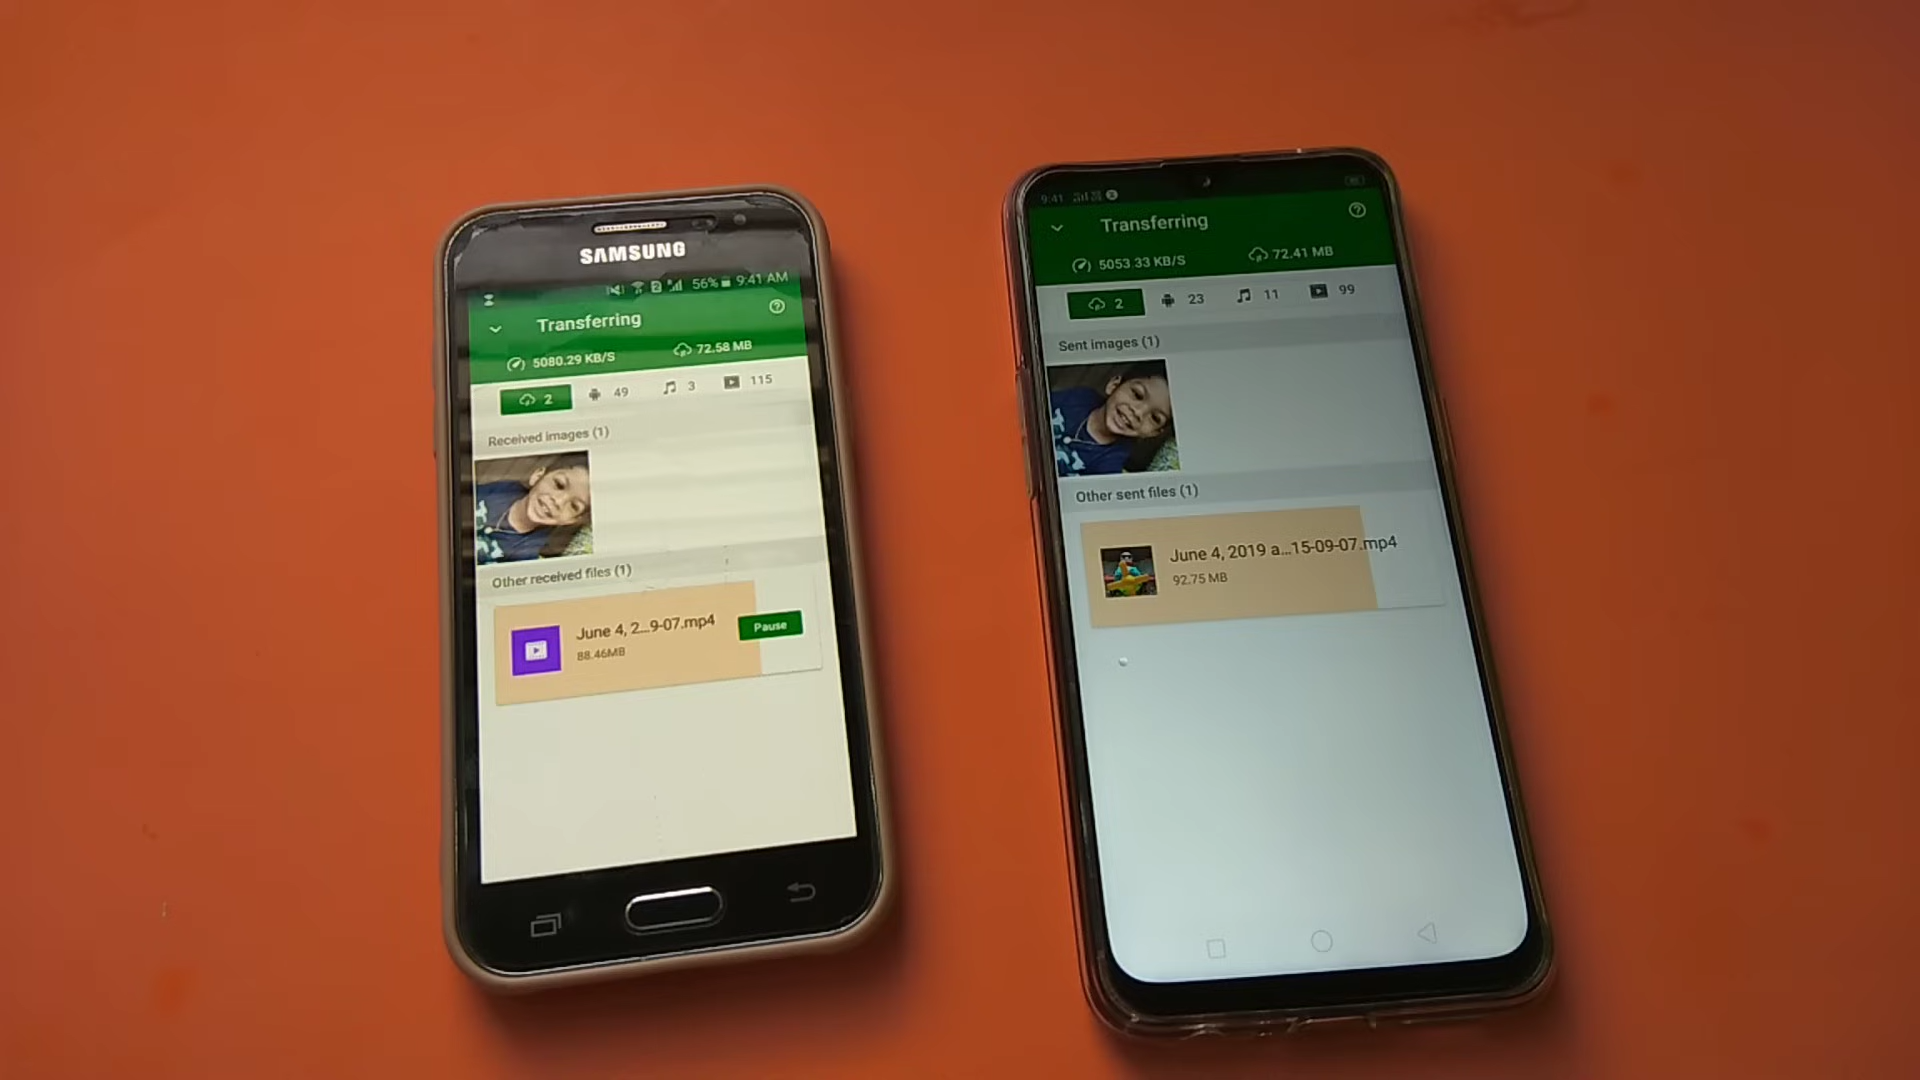 SAMSUNG
56% 9:41 AM
Transferring
5080.29 KB/S 72.58 MB
2 49 3 115
Received images (1)
Other received files (1)
June 4, 2...9-07.mp4
88.46MB
Pause
9:41
Transferring
5053.33 KB/S 72.41 MB
2 23 11 99
Sent images (1)
Other sent files (1)
June 4, 2019 a...15-09-07.mp4
92.75 MB